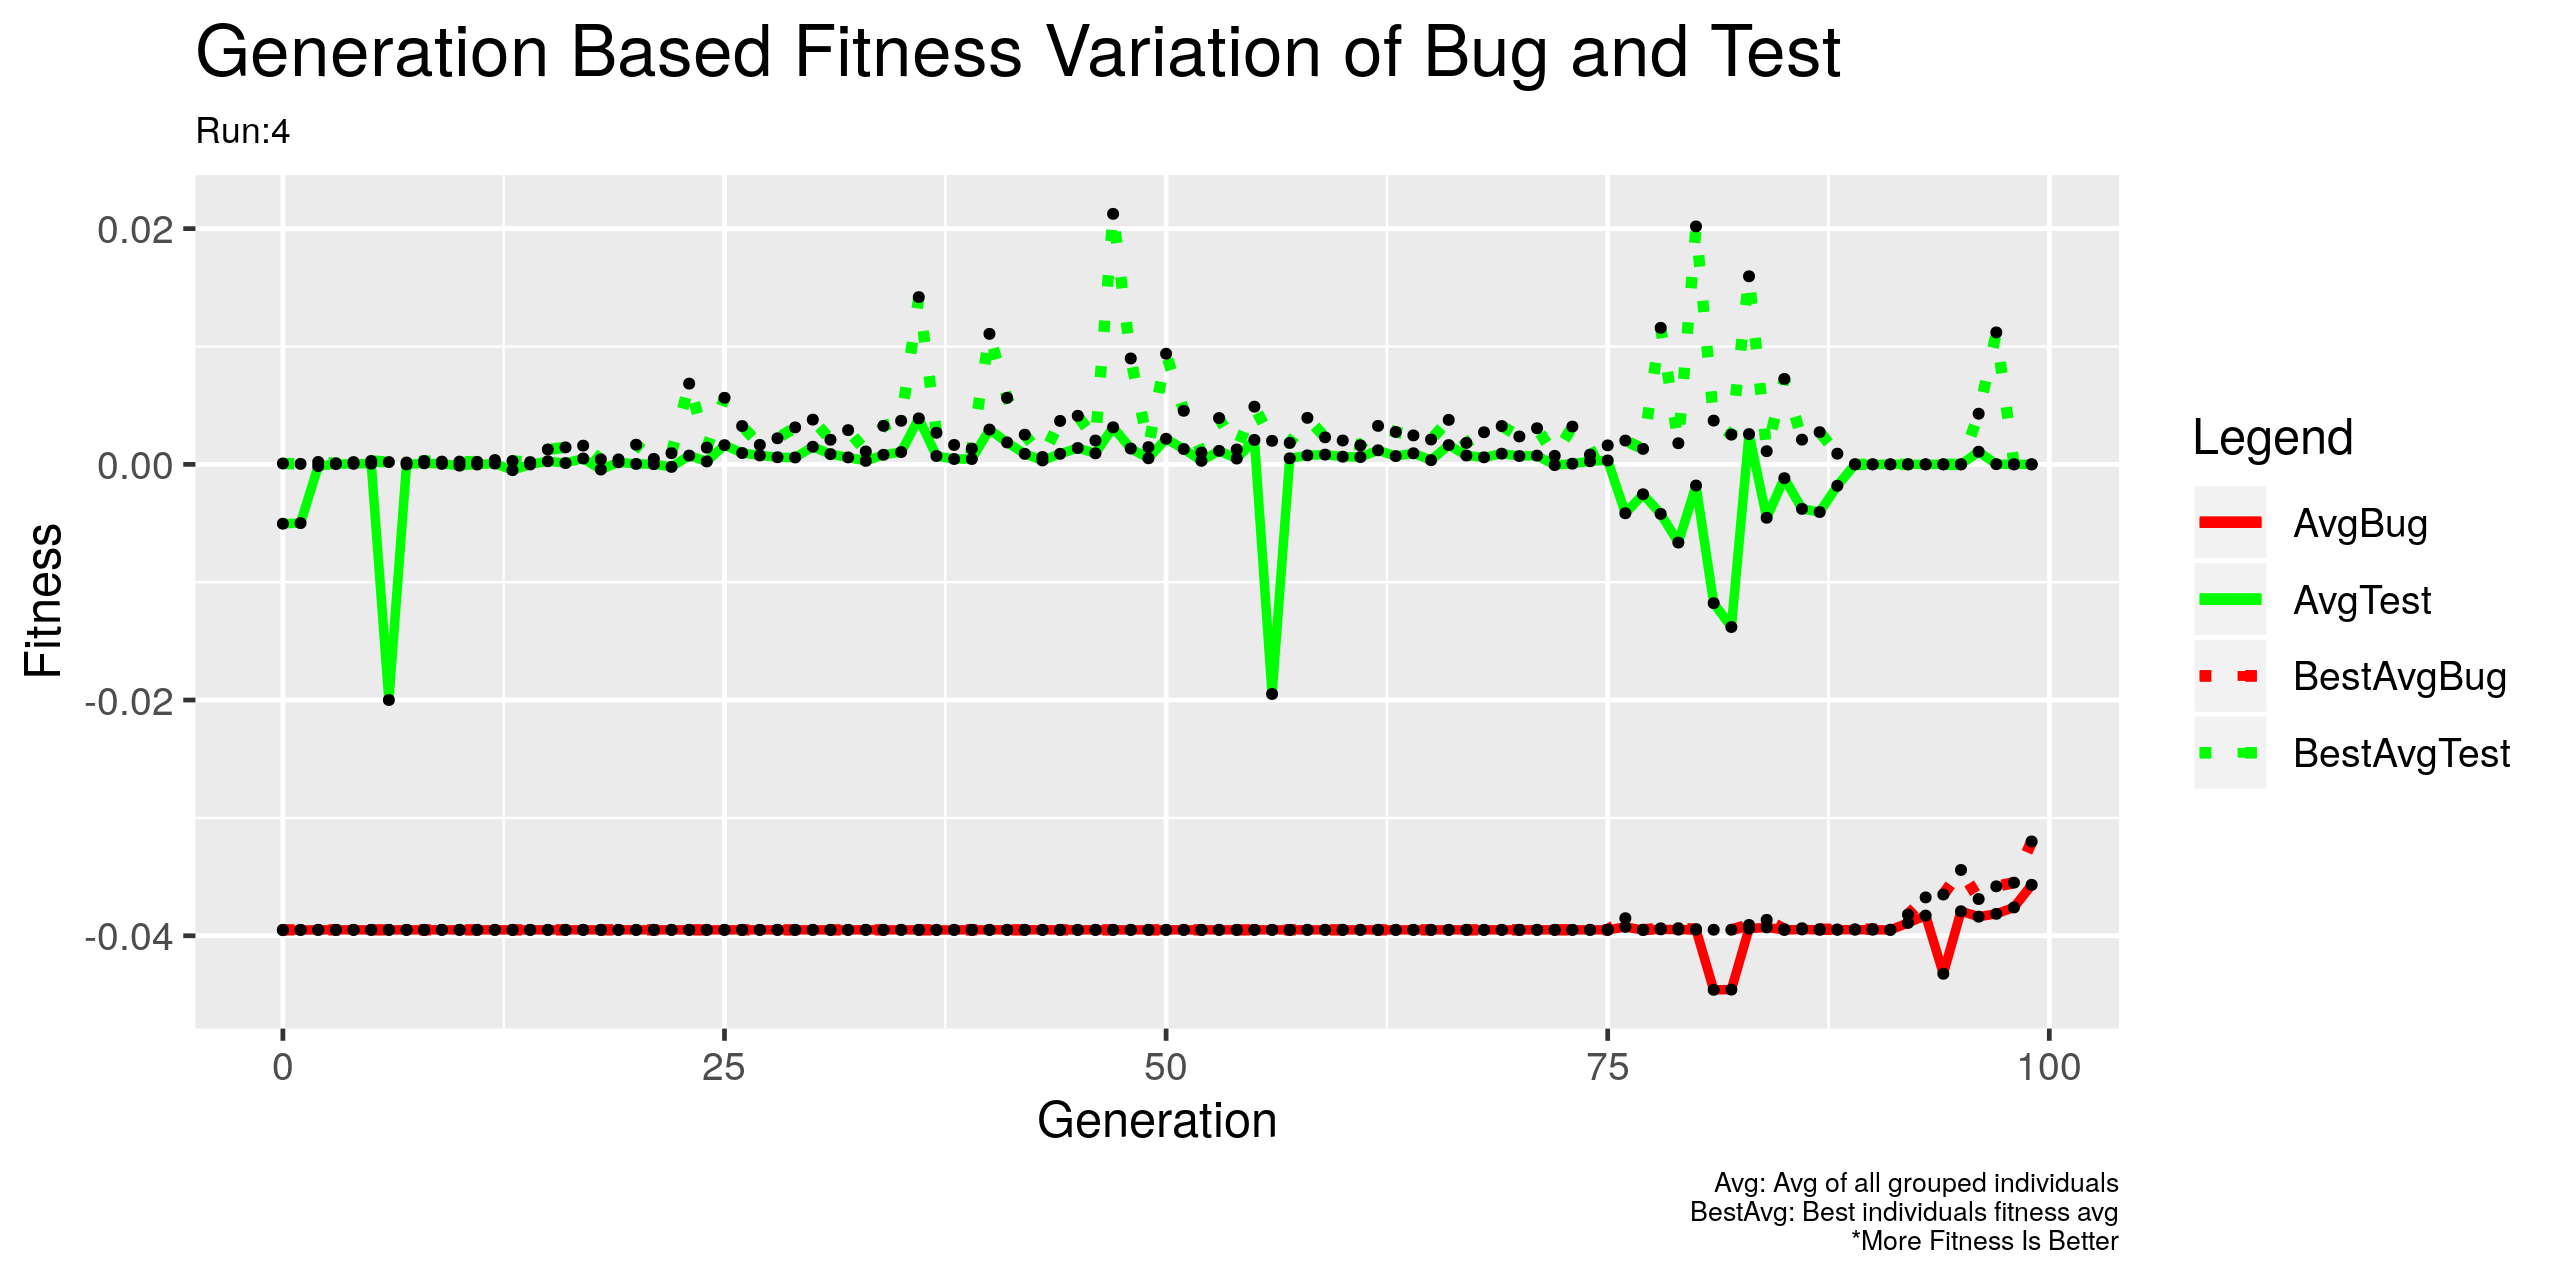 Generation Based Fitness Variation of Bug and Test
Run:4
0.02
0.00
-0.02
-0.04
Fitness
0 25 50 75 100
Generation
Legend
AvgBug
AvgTest
BestAvgBug
BestAvgTest
Avg: Avg of all grouped individuals
BestAvg: Best individuals fitness avg
*More Fitness Is Better